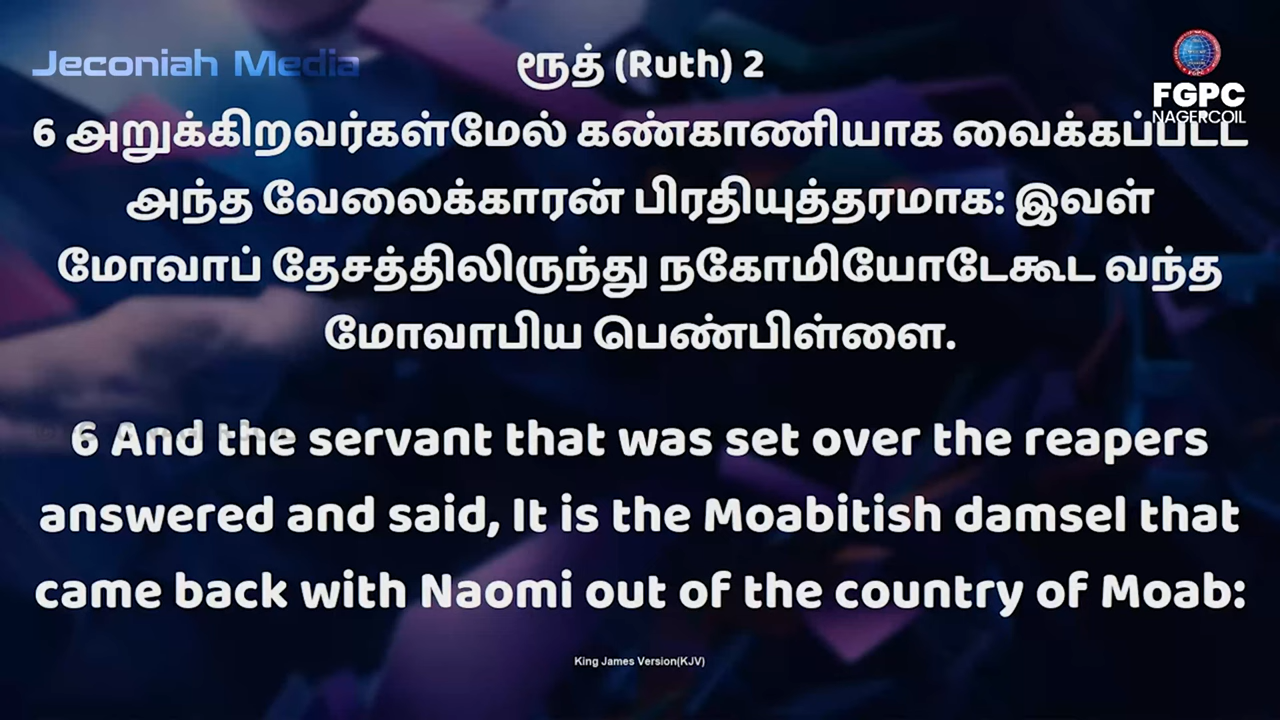 Jeconiah Media
ரூத் (Ruth) 2
FGPC
NAGERCOIL
6 அறுக்கிறவர்கள்மேல் கண்காணியாக வைக்கப்பட்ட
அந்த வேலைக்காரன் பிரதியுத்தரமாக: இவள்
மோவாப் தேசத்திலிருந்து நகோமியோடேகூட வந்த
மோவாபிய பெண்பிள்ளை.
6 And the servant that was set over the reapers
answered and said, It is the Moabitish damsel that
came back with Naomi out of the country of Moab:
King James Version(KJV)